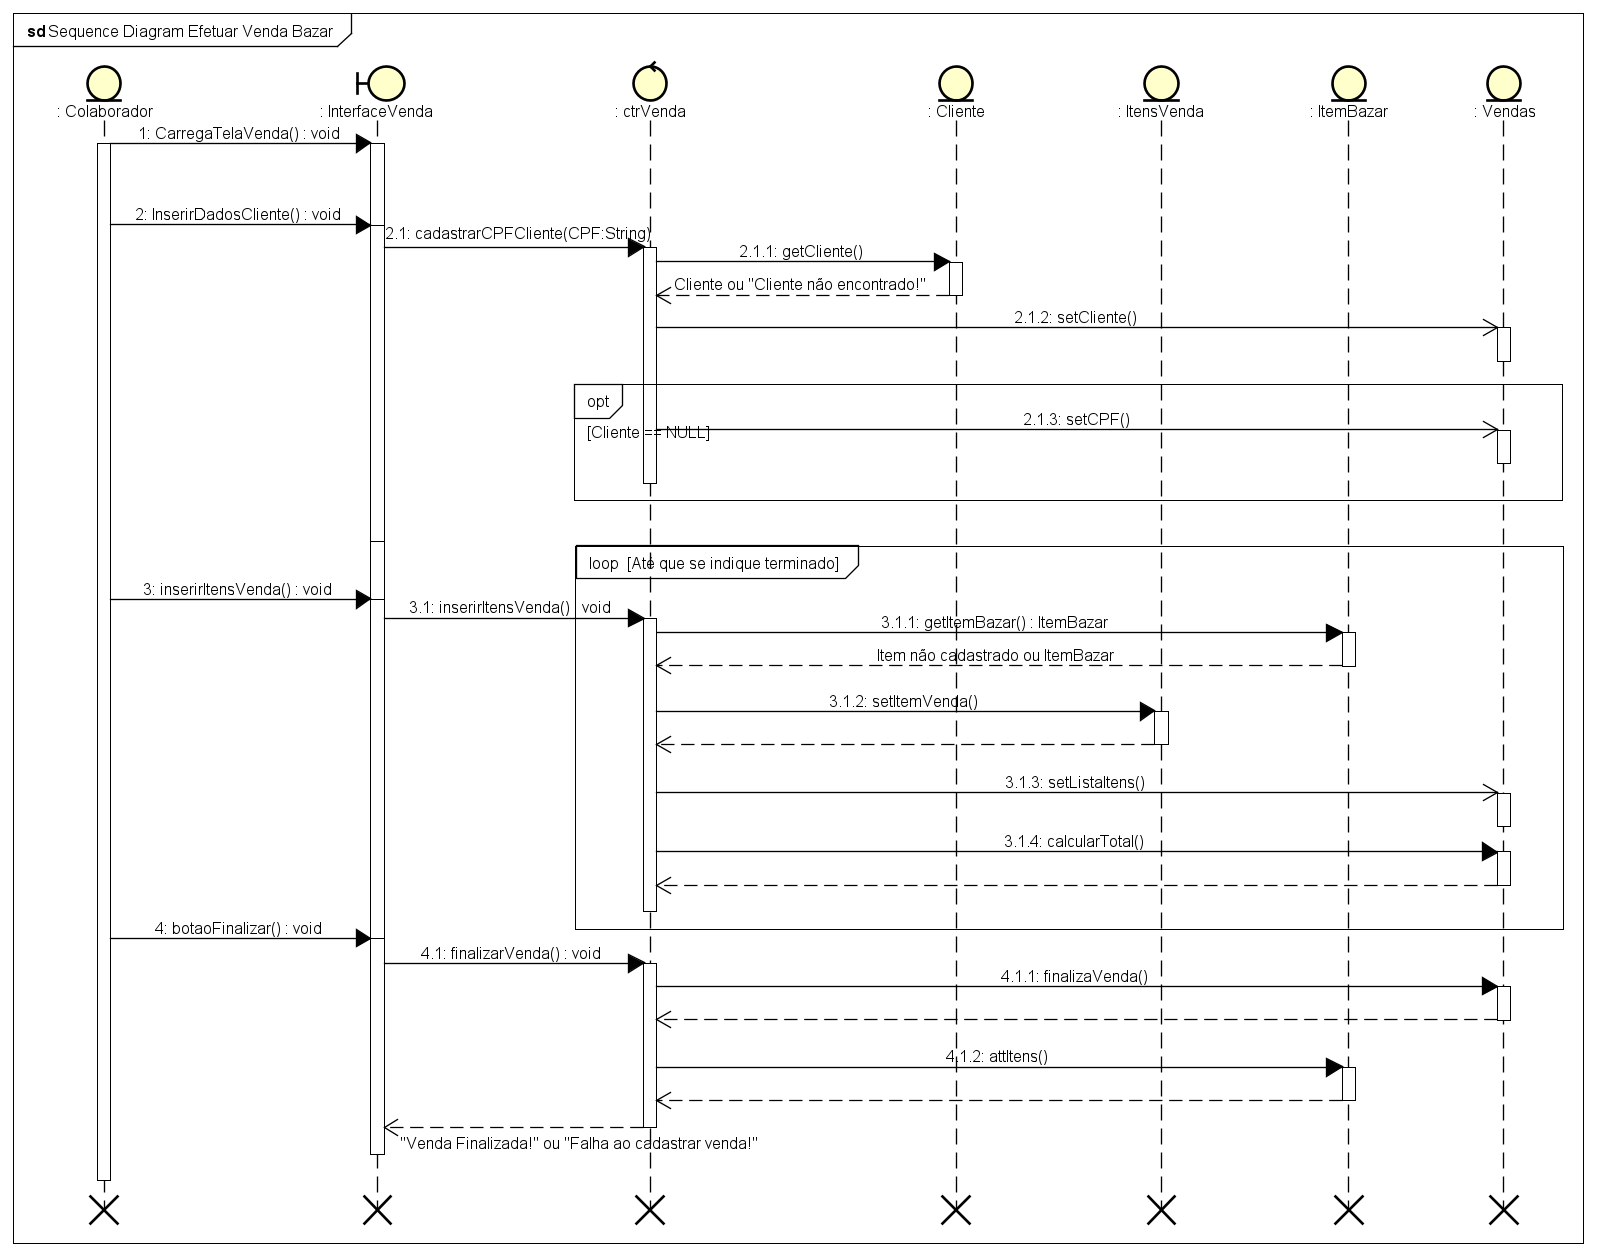 sd Sequence Diagram Efetuar Venda Bazar
: Colaborador
: InterfaceVenda
: ctrVenda
: Cliente
: ItensVenda
: ItemBazar
: Vendas
1: CarregaTelaVenda() : void
2: InserirDadosCliente() : void
2.1: cadastrarCPFCliente(CPF:String)
2.1.1: getCliente()
Cliente ou "Cliente não encontrado!"
2.1.2: setCliente()
opt
2.1.3: setCPF()
[Cliente == NULL]
loop [Até que se indique terminado]
3: inserirItensVenda() : void
3.1: inserirItensVenda() : void
3.1.1: getItemBazar() : ItemBazar
Item não cadastrado ou ItemBazar
3.1.2: setItemVenda()
3.1.3: setListaItens()
3.1.4: calcularTotal()
4: botaoFinalizar() : void
4.1: finalizarVenda() : void
4.1.1: finalizaVenda()
4.1.2: attItens()
"Venda Finalizada!" ou "Falha ao cadastrar venda!"